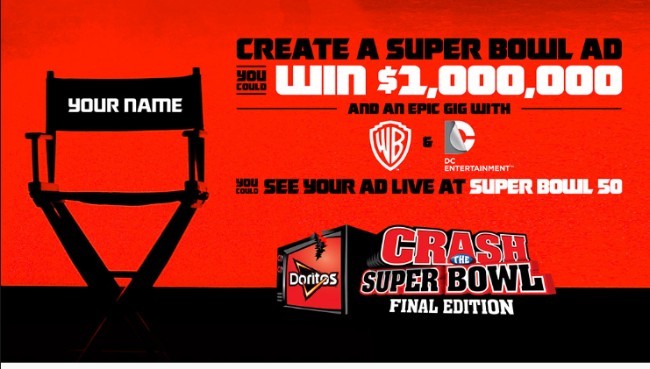 YOUR NAME
CREATE A SUPER BOWL AD
YOU COULD WIN $1,000,000
AND AN EPIC GIG WITH
WB & DC
ENTERTAINMENT™
YOU COULD SEE YOUR AD LIVE AT SUPER BOWL 50
Doritos
CRASH
THE
SUPER BOWL
FINAL EDITION